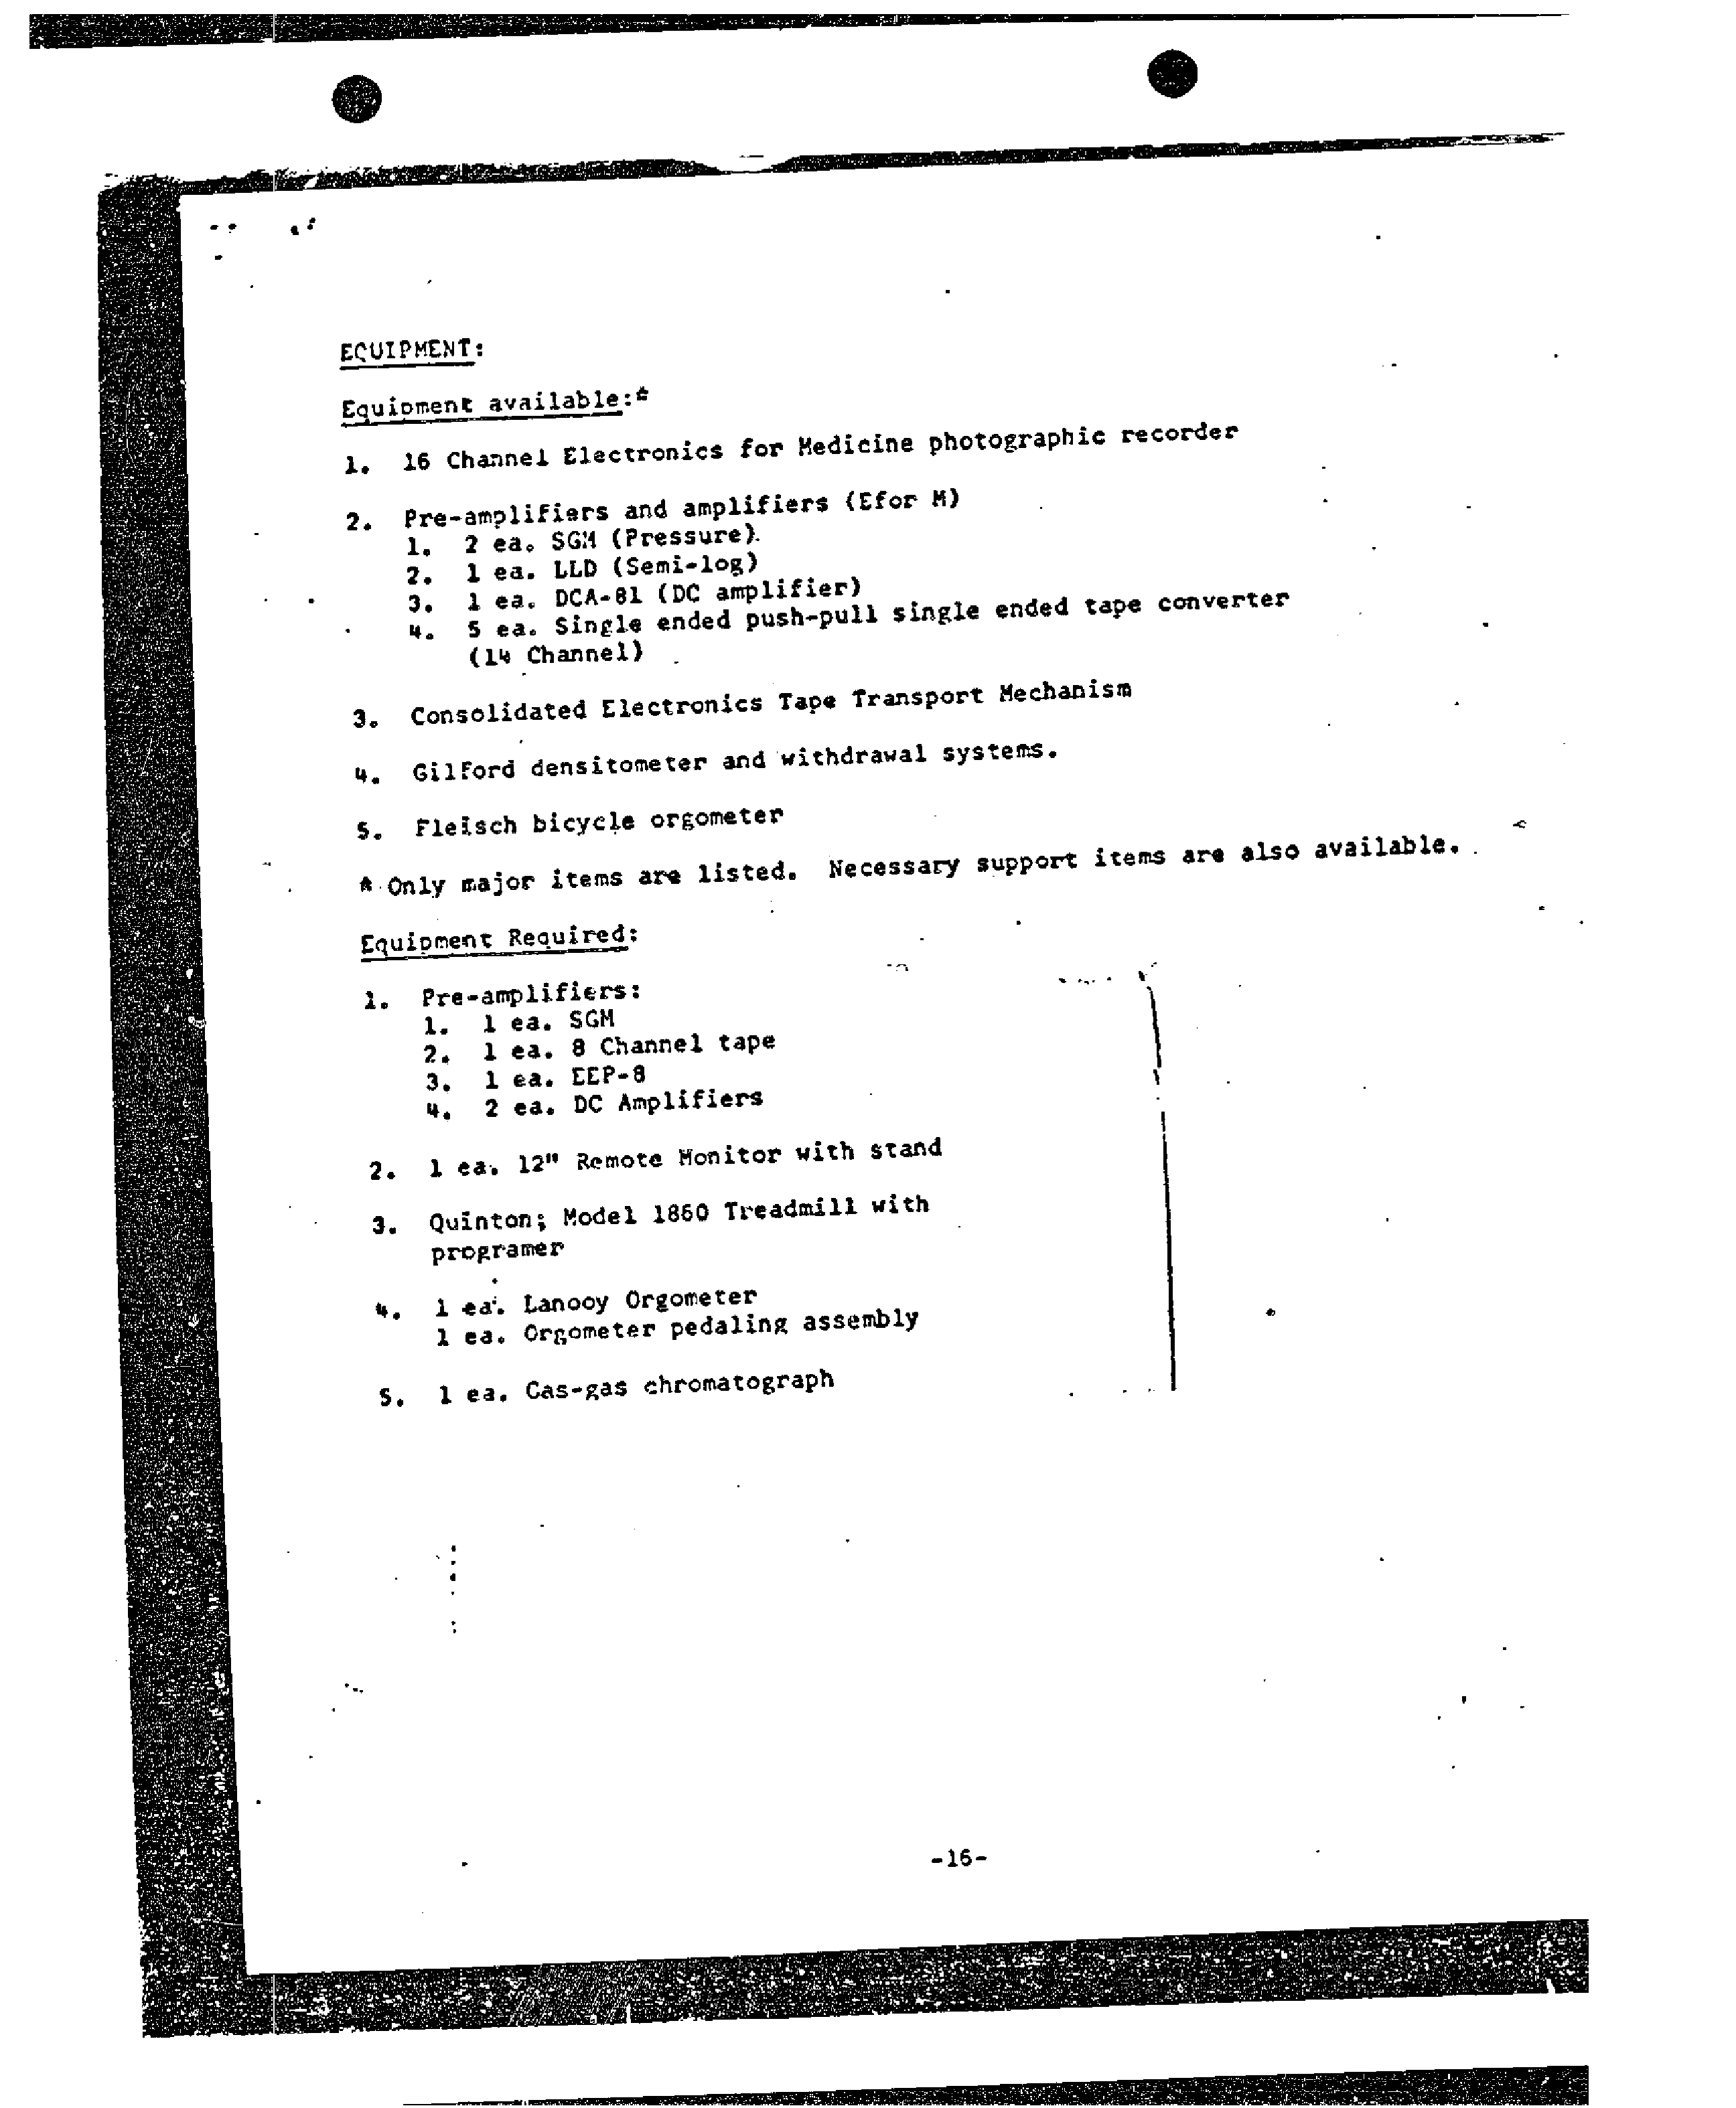 EQUIPMENT:
Equipment available:*
1. 16 Channel Electronics for Medicine photographic recorder
2. Pre-amplifiers and amplifiers (Efor M)
1. 2 ea. SGM (Pressure)
2. 1 ea. LLD (Semi-log)
3. 1 ea. DCA-81 (DC amplifier)
4. 5 ea. Single ended push-pull single ended tape converter
(14 Channel)
3. Consolidated Electronics Tape Transport Mechanism
4. Gilford densitometer and withdrawal systems.
5. Fleisch bicycle orgometer
* Only major items are listed. Necessary support items are also available.
Equipment Required:
1. Pre-amplifiers:
1. 1 ea. SGM
2. 1 ea. 8 Channel tape
3. 1 ea. EEP-8
4. 2 ea. DC Amplifiers
2. 1 ea. 12" Remote Monitor with stand
3. Quinton; Model 1860 Treadmill with
programer
4. 1 ea. Lanooy Orgometer
1 ea. Orgometer pedaling assembly
5. 1 ea. Cas-gas chromatograph
-16-